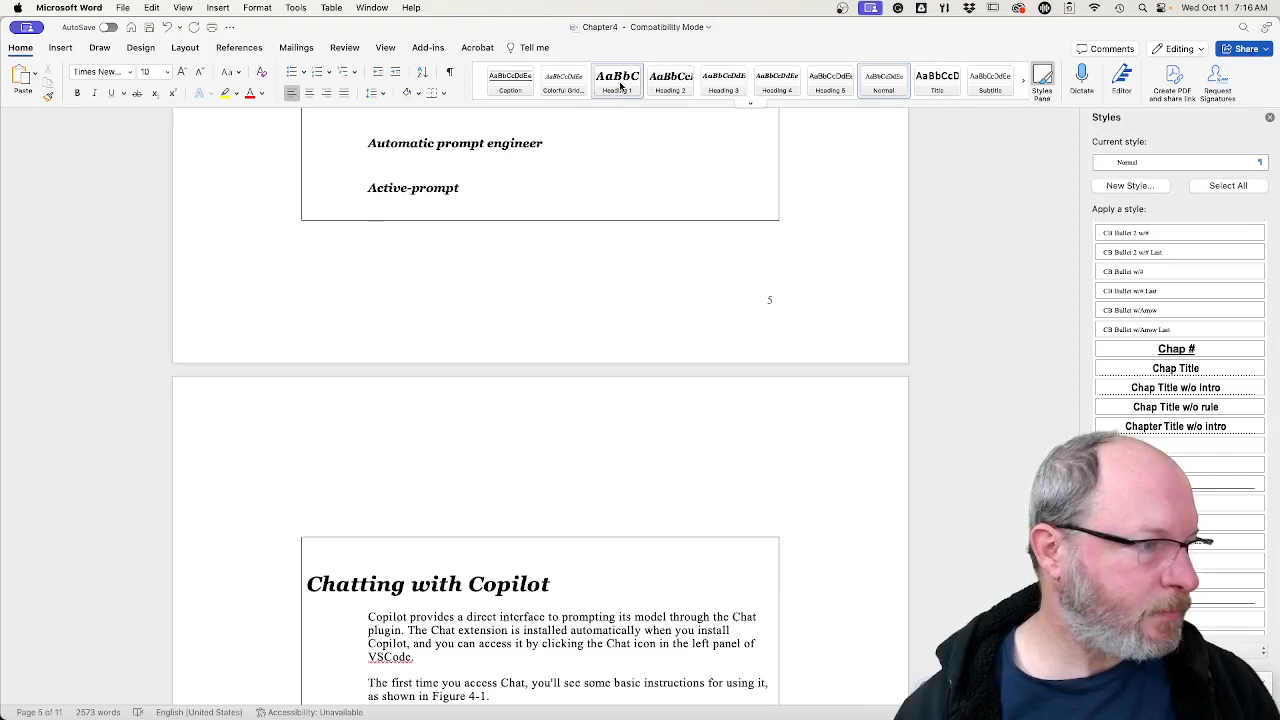 Microsoft Word File Edit View Insert Format Tools Table Window Help Wed Oct 11 7:16 AM
AutoSave Chapter4 - Compatibility Mode
Home Insert Draw Design Layout References Mailings Review View Add-ins Acrobat Tell me Comments Editing Share
Paste Times New... 10 Aa
B I U ab x x A A
AaBbCcDdEe AaBbCcDdEe AaBbC AaBbCc AaBbCcDdE AaBbCcDdEe AaBbCcDdEe AaBbCcDdEe AaBbCcD AaBbCcDdEe
Caption Colorful Grid... Heading 1 Heading 2 Heading 3 Heading 4 Heading 5 Normal Title Subtitle
Styles Pane Dictate Editor Create PDF and share link Request Signatures
Styles
Current style:
Normal ¶
New Style... Select All
Apply a style:
CB Bullet 2 w/#
CB Bullet 2 w/# Last
CB Bullet w/#
CB Bullet w/# Last
CB Bullet w/Arrow
CB Bullet w/Arrow Last
Chap #
Chap Title
Chap Title w/o intro
Chap Title w/o rule
Chapter Title w/o intro
Automatic prompt engineer
Active-prompt
5
Chatting with Copilot
Copilot provides a direct interface to prompting its model through the Chat
plugin. The Chat extension is installed automatically when you install
Copilot, and you can access it by clicking the Chat icon in the left panel of
VSCode.
The first time you access Chat, you'll see some basic instructions for using it,
as shown in Figure 4-1.
Page 5 of 11 2573 words English (United States) Accessibility: Unavailable